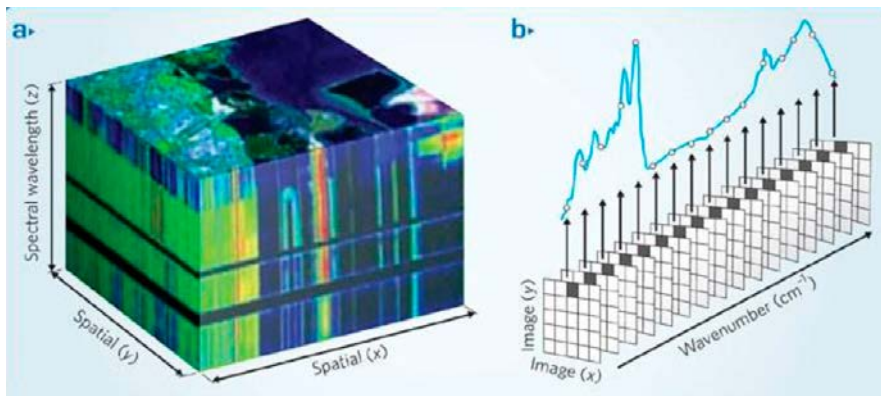 a▸
Spectral wavelength (z)
Spatial (y)
Spatial (x)
b▸
Image (y)
Image (x)
Wavenumber (cm⁻¹)